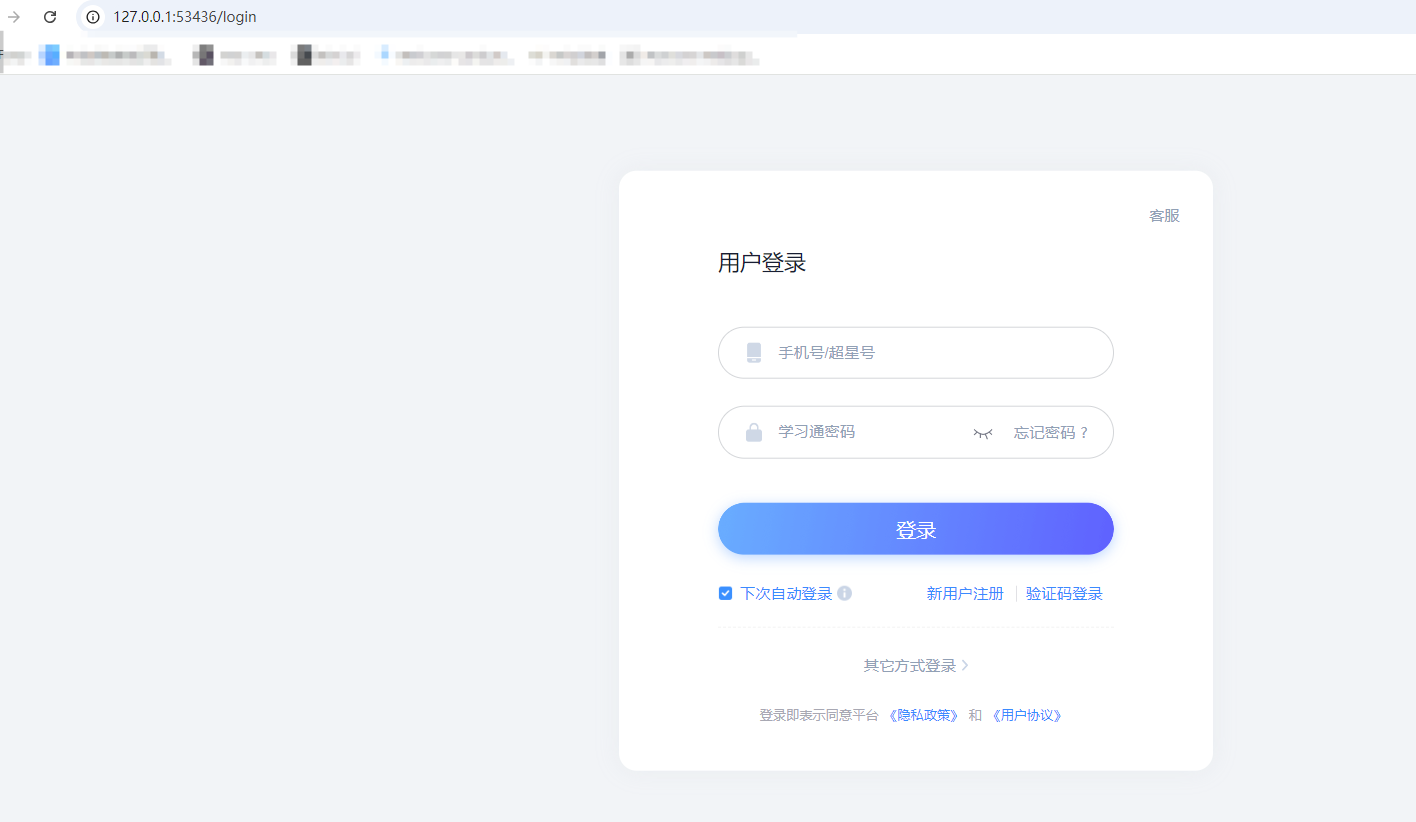 127.0.0.1:53436/login
客服
用户登录
手机号/超星号
学习通密码 忘记密码?
登录
下次自动登录 新用户注册 验证码登录
其它方式登录
登录即表示同意平台 《隐私政策》 和 《用户协议》